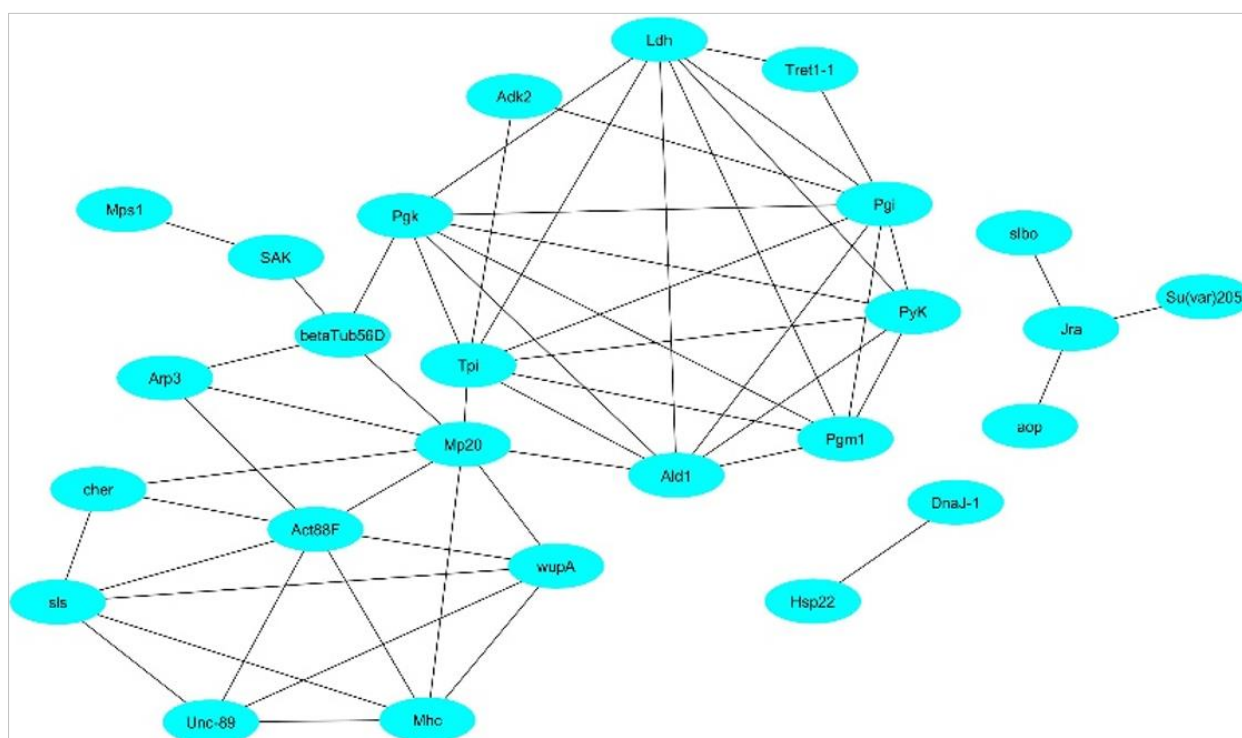 Ldh
Tret1-1
Adk2
Mps1
Pgk
Pgi
slbo
SAK
Su(var)205
PyK
Jra
betaTub56D
Tpi
Arp3
aop
Pgm1
Mp20
Ald1
cher
DnaJ-1
Act88F
wupA
sls
Hsp22
Unc-89
Mhc